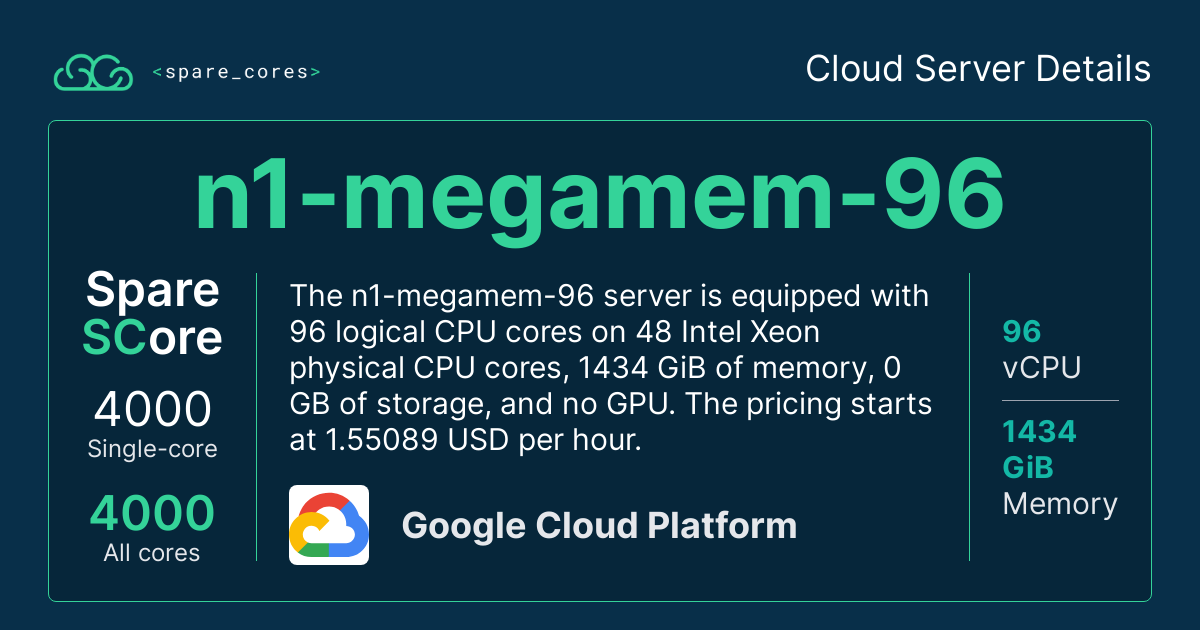 <spare_cores>
Cloud Server Details
n1-megamem-96
Spare
SCore
4000
Single-core
4000
All cores
The n1-megamem-96 server is equipped with
96 logical CPU cores on 48 Intel Xeon
physical CPU cores, 1434 GiB of memory, 0
GB of storage, and no GPU. The pricing starts
at 1.55089 USD per hour.
Google Cloud Platform
96
vCPU
1434
GiB
Memory